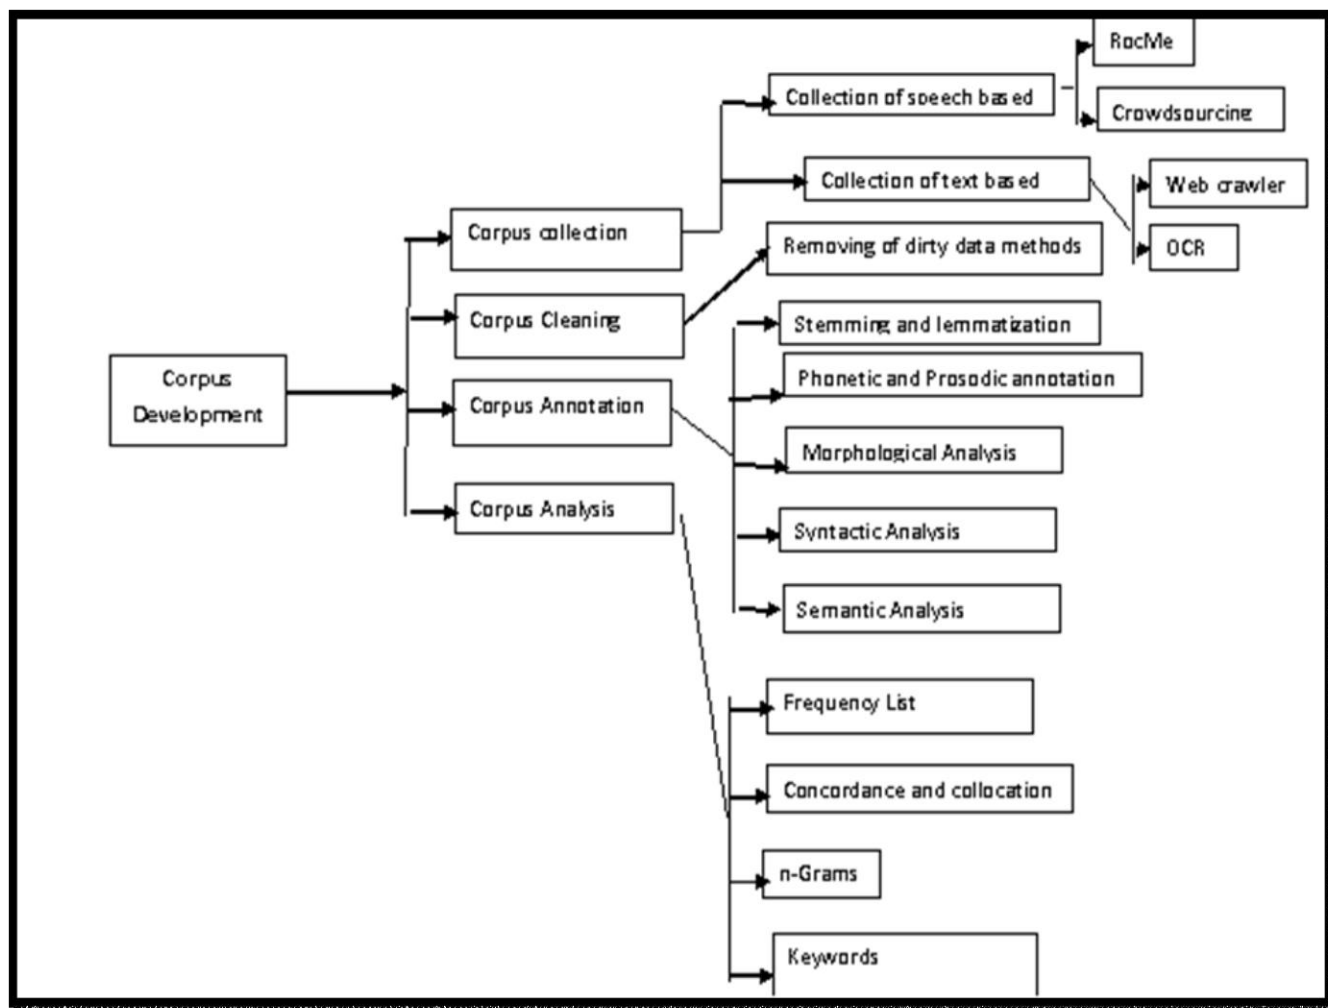 RocMe
Collection of speech based
Crowdsourcing
Collection of text based
Web crawler
Corpus collection
Removing of dirty data methods
OCR
Corpus Cleaning
Stemming and lemmatization
Corpus
Development
Phonetic and Prosodic annotation
Corpus Annotation
Morphological Analysis
Corpus Analysis
Syntactic Analysis
Semantic Analysis
Frequency List
Concordance and collocation
n-Grams
Keywords